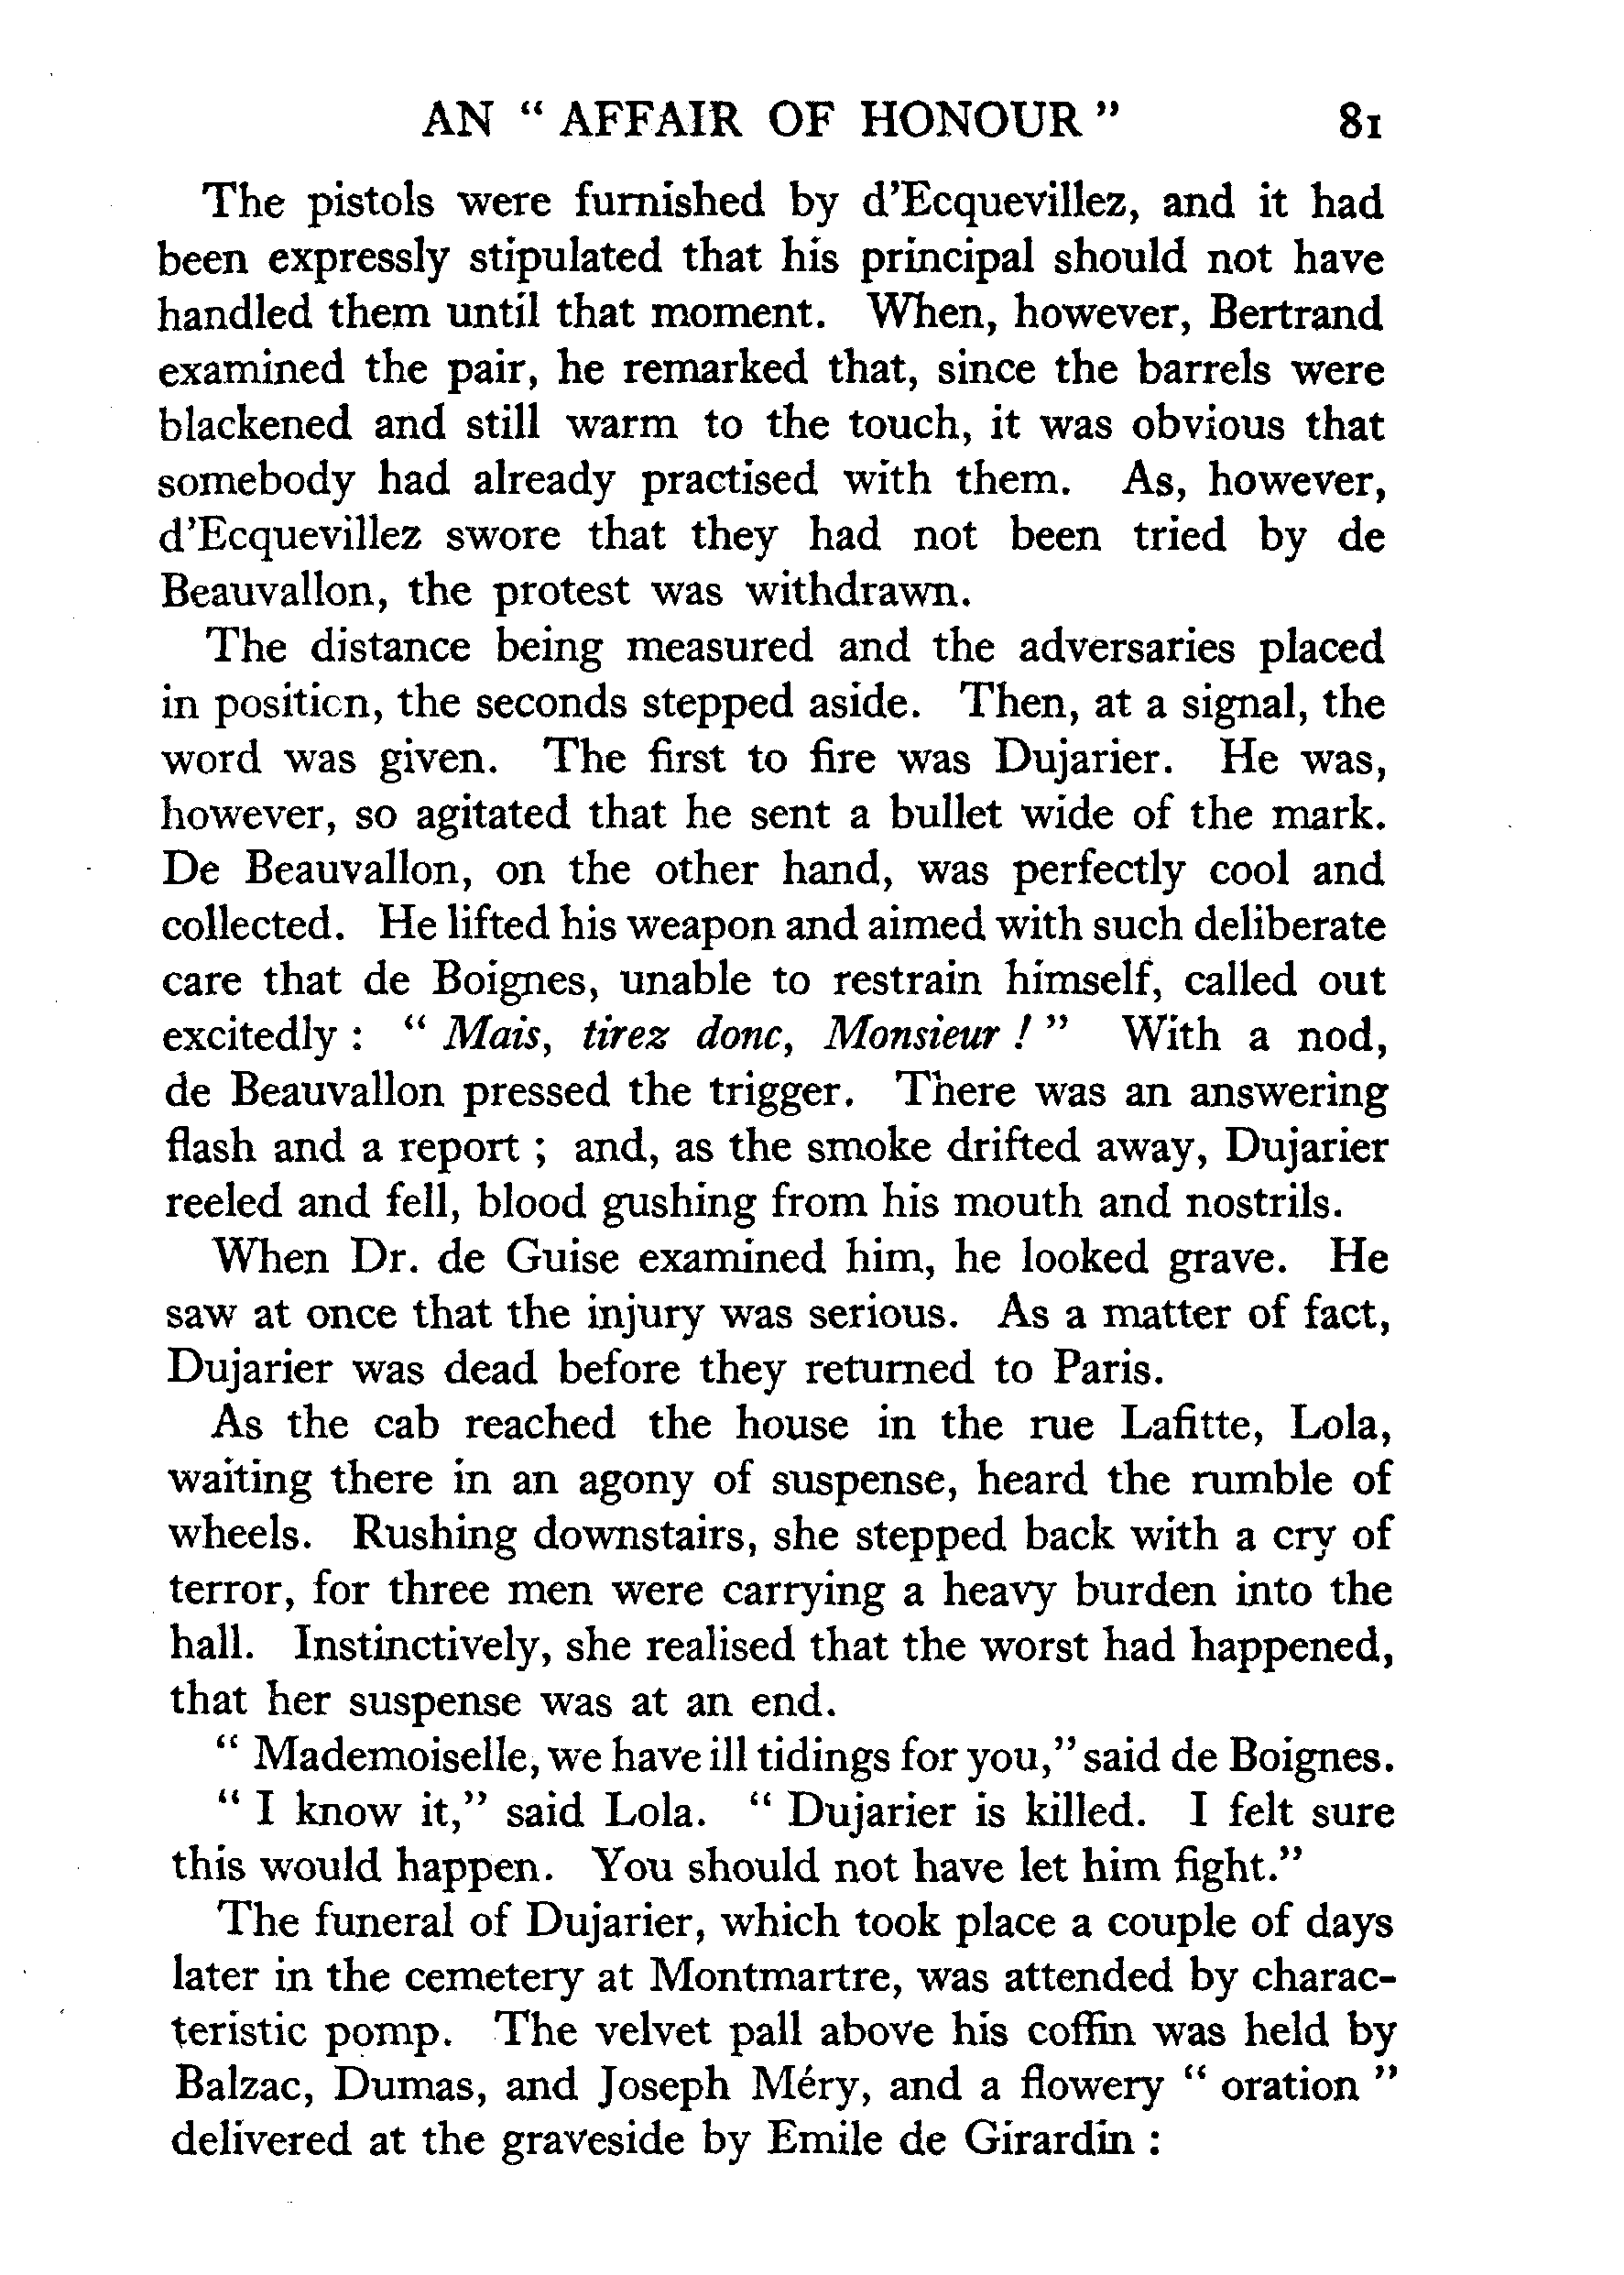 AN " AFFAIR OF HONOUR " 81
The pistols were furnished by d'Ecquevillez, and it had
been expressly stipulated that his principal should not have
handled them until that moment. When, however, Bertrand
examined the pair, he remarked that, since the barrels were
blackened and still warm to the touch, it was obvious that
somebody had already practised with them. As, however,
d'Ecquevillez swore that they had not been tried by de
Beauvallon, the protest was withdrawn.
The distance being measured and the adversaries placed
in position, the seconds stepped aside. Then, at a signal, the
word was given. The first to fire was Dujarier. He was,
however, so agitated that he sent a bullet wide of the mark.
De Beauvallon, on the other hand, was perfectly cool and
collected. He lifted his weapon and aimed with such deliberate
care that de Boignes, unable to restrain himself, called out
excitedly : " Mais, tirez donc, Monsieur ! " With a nod,
de Beauvallon pressed the trigger. There was an answering
flash and a report ; and, as the smoke drifted away, Dujarier
reeled and fell, blood gushing from his mouth and nostrils.
When Dr. de Guise examined him, he looked grave. He
saw at once that the injury was serious. As a matter of fact,
Dujarier was dead before they returned to Paris.
As the cab reached the house in the rue Lafitte, Lola,
waiting there in an agony of suspense, heard the rumble of
wheels. Rushing downstairs, she stepped back with a cry of
terror, for three men were carrying a heavy burden into the
hall. Instinctively, she realised that the worst had happened,
that her suspense was at an end.
" Mademoiselle, we have ill tidings for you," said de Boignes.
" I know it," said Lola. " Dujarier is killed. I felt sure
this would happen. You should not have let him fight."
The funeral of Dujarier, which took place a couple of days
later in the cemetery at Montmartre, was attended by charac-
teristic pomp. The velvet pall above his coffin was held by
Balzac, Dumas, and Joseph Méry, and a flowery " oration "
delivered at the graveside by Emile de Girardin :